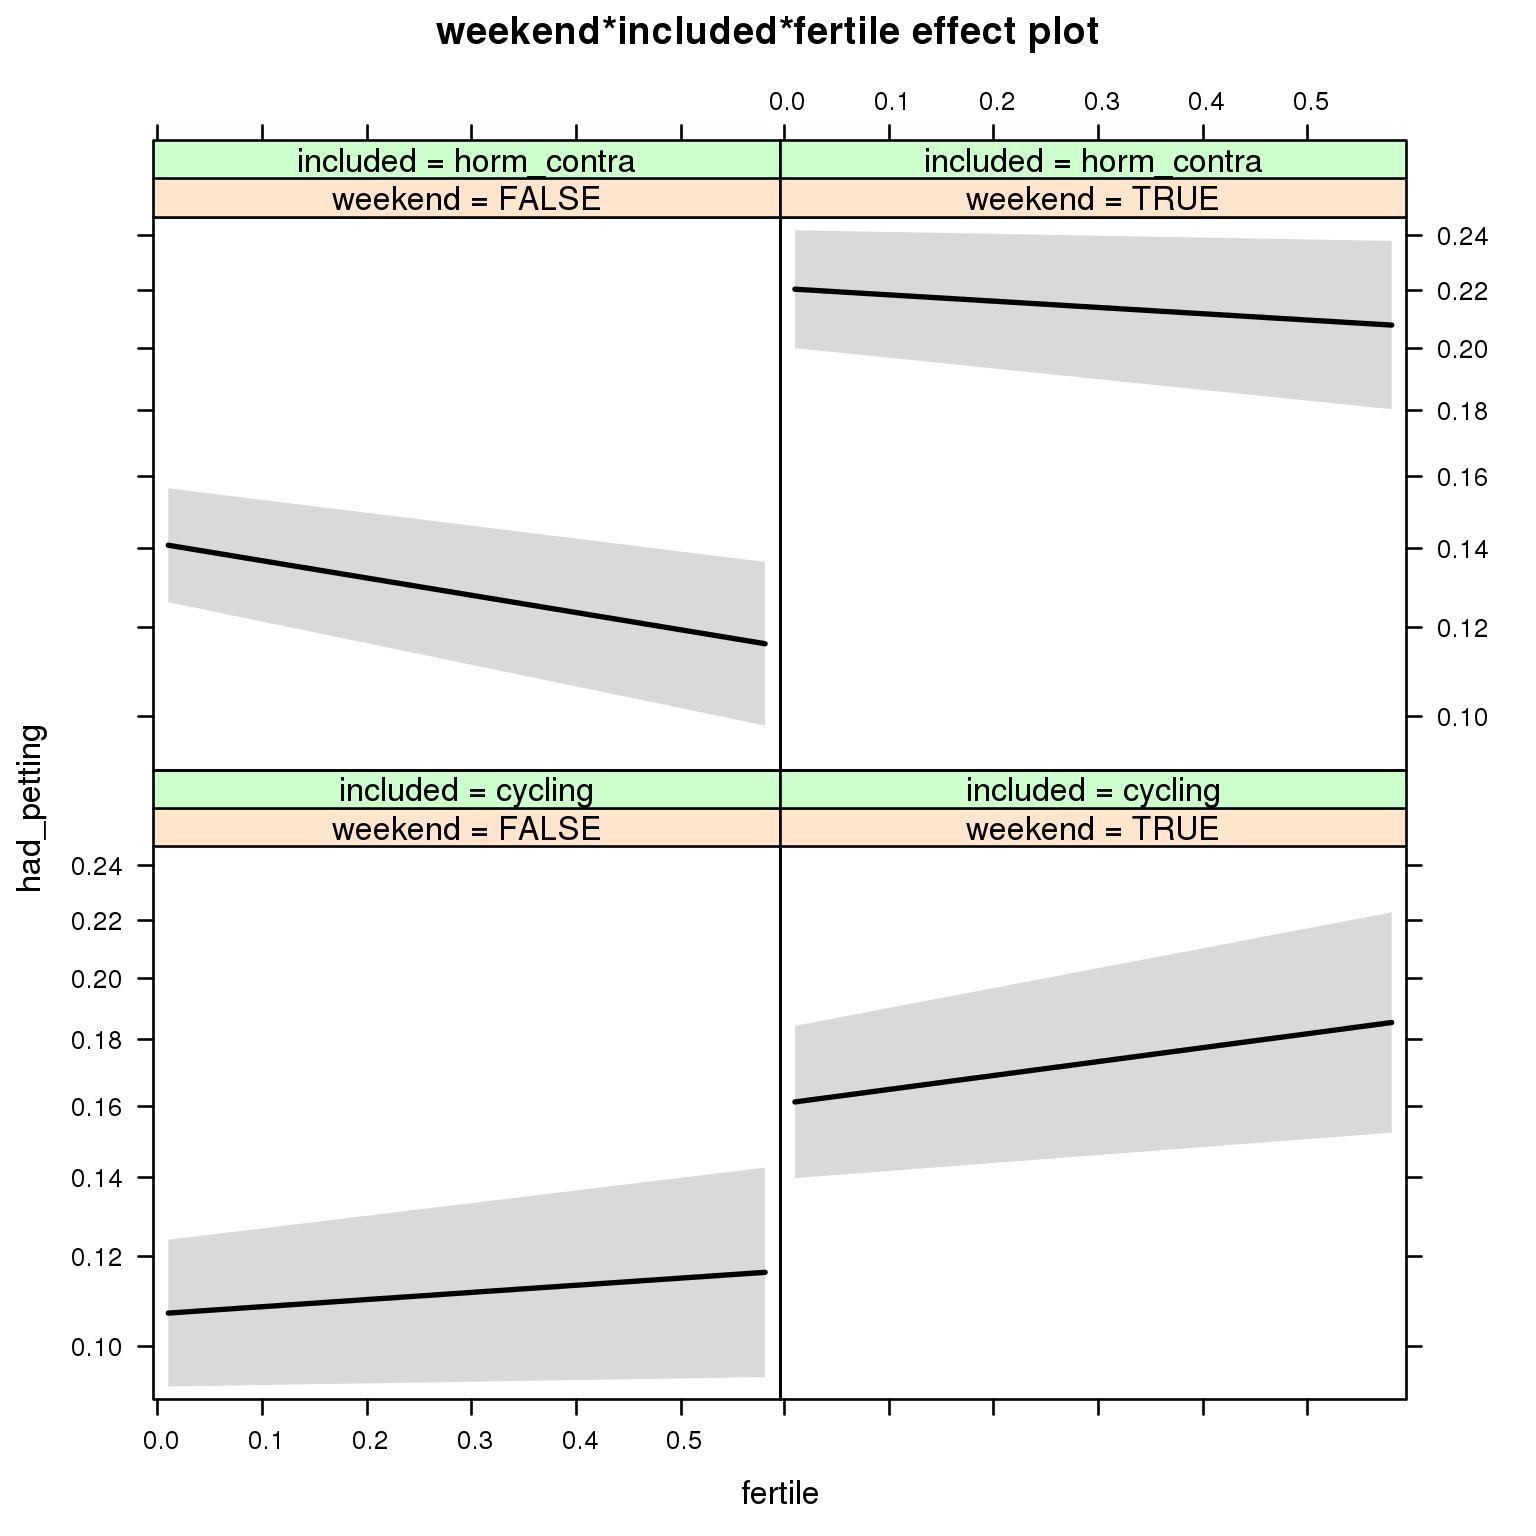 weekend*included*fertile effect plot
0.0 0.1 0.2 0.3 0.4 0.5
included = horm_contra included = horm_contra
weekend = FALSE weekend = TRUE
0.24
0.22
0.20
0.18
0.16
0.14
0.12
0.10
had_petting
included = cycling included = cycling
weekend = FALSE weekend = TRUE
0.24
0.22
0.20
0.18
0.16
0.14
0.12
0.10
0.0 0.1 0.2 0.3 0.4 0.5
fertile